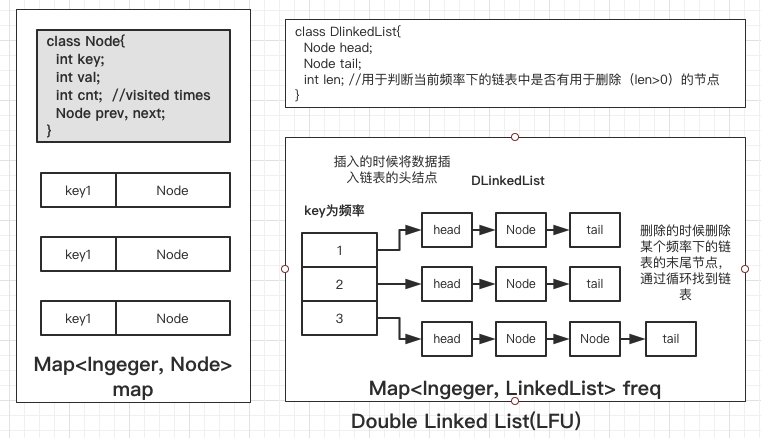 class Node{
int key;
int val;
int cnt; //visited times
Node prev, next;
}
key1 Node
key1 Node
key1 Node
Map<Ingeger, Node>
map
class DlinkedList{
Node head;
Node tail;
int len; //用于判断当前频率下的链表中是否有用于删除（len>0）的节点
}
插入的时候将数据插
入链表的头结点
DLinkedList
key为频率
1 head Node tail
2 head Node tail
3 head Node Node tail
删除的时候删除
某个频率下的链
表的末尾节点，
通过循环找到链
表
Map<Ingeger, LinkedList> freq
Double Linked List(LFU)